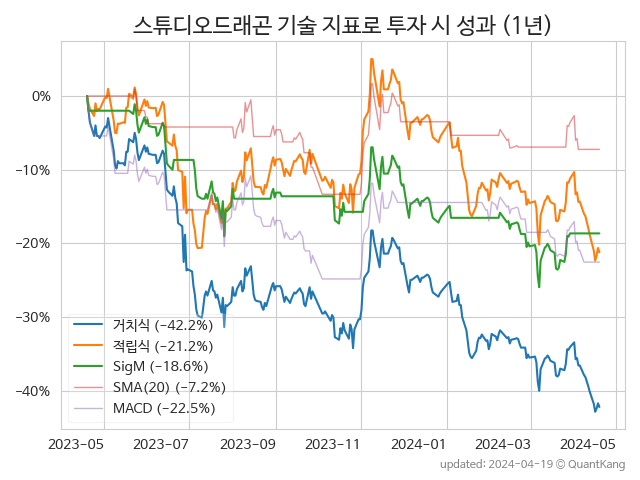 스튜디오드래곤 기술 지표로 투자 시 성과 (1년)
0%
−10%
−20%
−30%
−40%
거치식 (−42.2%)
적립식 (−21.2%)
SigM (−18.6%)
SMA(20) (−7.2%)
MACD (−22.5%)
2023-05 2023-07 2023-09 2023-11 2024-01 2024-03 2024-05
updated: 2024-04-19 © QuantKang